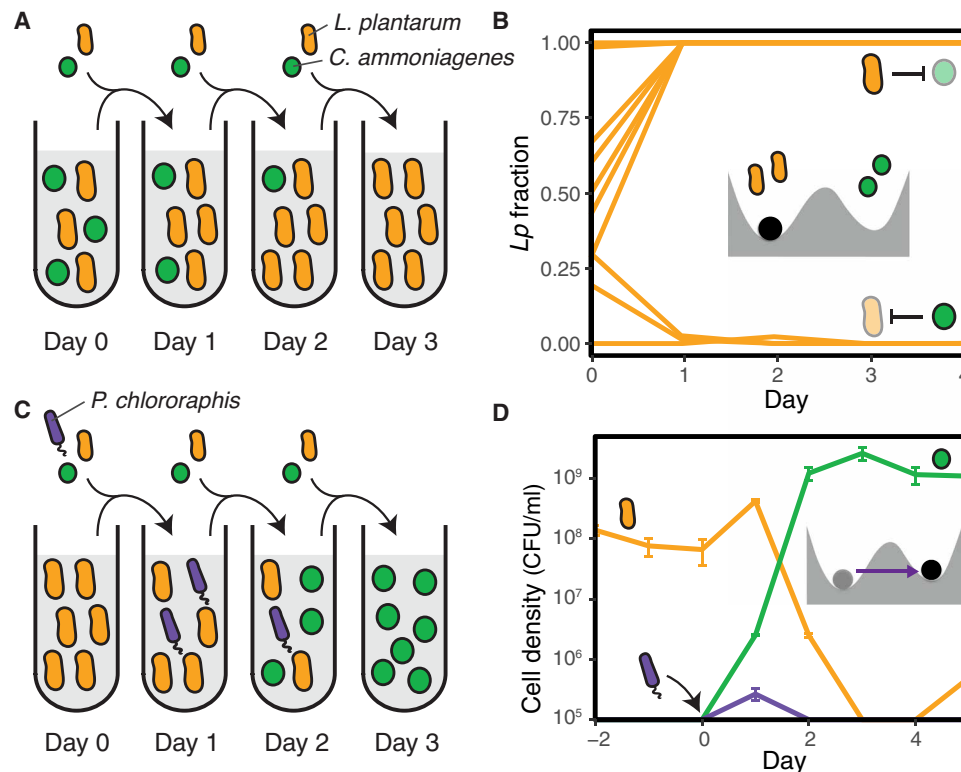 A
L. plantarum
C. ammoniagenes
Day 0 Day 1 Day 2 Day 3
B
1.00
0.75
0.50
0.25
0.00
Lp fraction
0 1 2 3 4
Day
C
P. chlororaphis
Day 0 Day 1 Day 2 Day 3
D
10⁹
10⁸
10⁷
10⁶
10⁵
Cell density (CFU/ml)
−2 0 2 4
Day